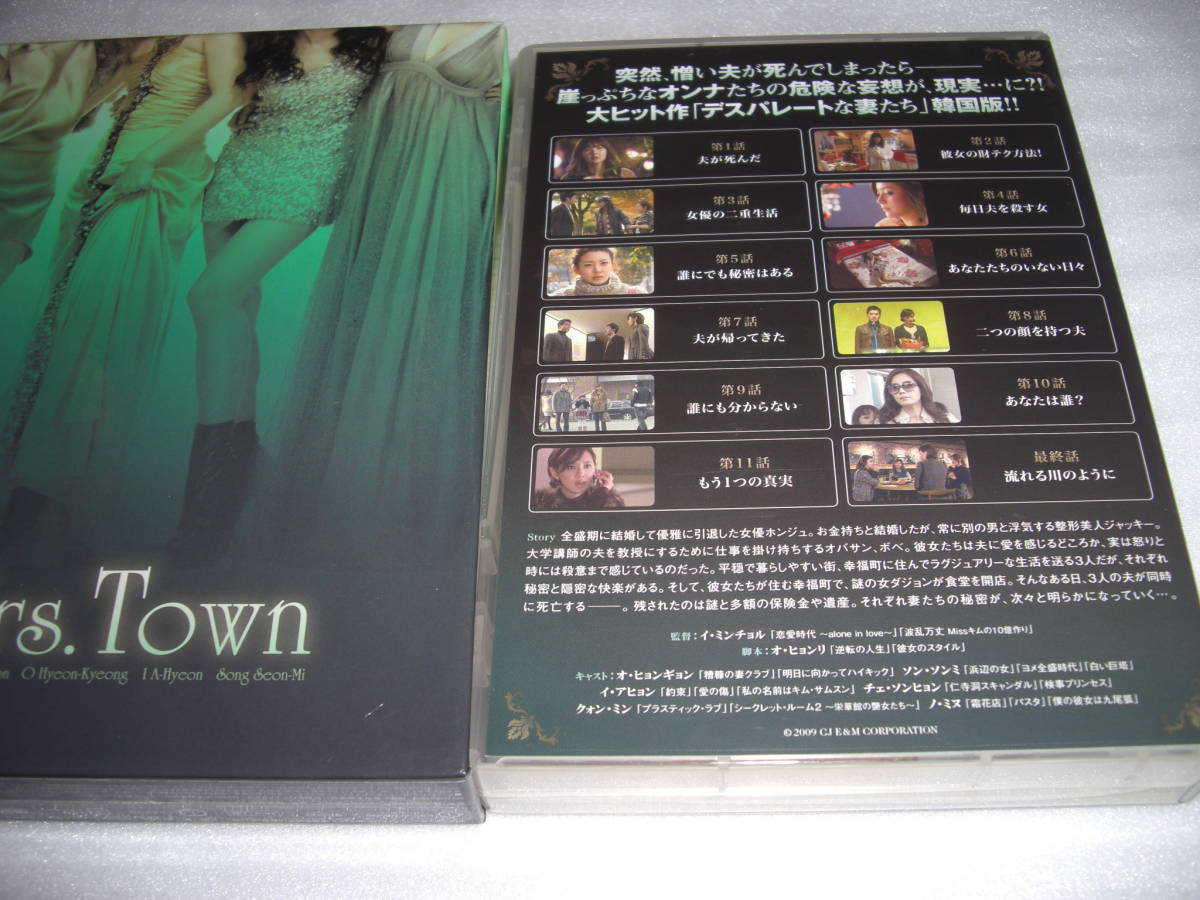 rs. Town
on O Hyeon-Kyeong I A-Hyeon Song Seon-Mi
突然、憎い夫が死んでしまったら———
崖っぷちなオンナたちの危険な妄想が、現実…に?!
大ヒット作「デスパレートな妻たち」韓国版!!
第1話
夫が死んだ
第2話
彼女の財テク方法!
第3話
女優の二重生活
第4話
毎日夫を殺す女
第5話
誰にでも秘密はある
第6話
あなたたちのいない日々
第7話
夫が帰ってきた
第8話
二つの顔を持つ夫
第9話
誰にも分からない
第10話
あなたは誰?
第11話
もう1つの真実
最終話
流れる川のように
Story 全盛期に結婚して優雅に引退した女優ホンジュ。お金持ちと結婚したが、常に別の男と浮気する整形美人ジャッキー。
大学講師の夫を教授にするために仕事を掛け持ちするオバサン、ボベ。彼女たちは夫に愛を感じるどころか、実は怒りと
時には殺意まで感じているのだった。平穏で暮らしやすい街、幸福町に住んでラグジュアリーな生活を送る3人だが、それぞれ
秘密と隠密な快楽がある。そして、彼女たちが住む幸福町で、謎の女ダジョンが食堂を開店。そんなある日、3人の夫が同時
に死亡する———。残されたのは謎と多額の保険金や遺産。それぞれ妻たちの秘密が、次々と明らかになっていく…。
監督:イ・ミンチョル「恋愛時代 〜alone in love〜」「波乱万丈 Missキムの10億作り」
脚本:オ・ヒョンリ「逆転の人生」「彼女のスタイル」
キャスト:オ・ヒョンギョン「糟糠の妻クラブ」「明日に向かってハイキック」 ソン・ソンミ「浜辺の女」「ヨメ全盛時代」「白い巨塔」
イ・アヒョン「約束」「愛の傷」「私の名前はキム・サムスン」 チェ・ソンヒョン「仁寺洞スキャンダル」「検事プリンセス」
クォン・ミン「プラスティック・ラブ」「シークレット・ルーム2 〜栄華館の艶女たち〜」 ノ・ミヌ「霜花店」「パスタ」「僕の彼女は九尾狐」
© 2009 CJ E&M CORPORATION